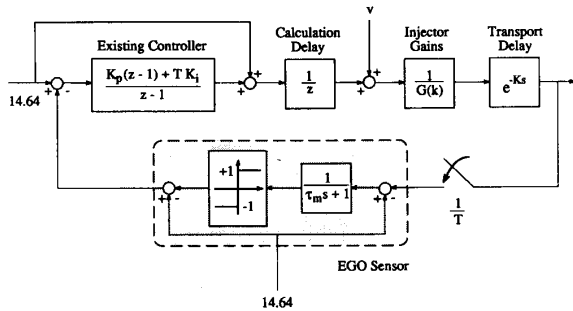 v
Calculation
Delay
Injector
Gains
Transport
Delay
Existing Controller
+
+
K_p(z - 1) + T K_i
z - 1
1
z
+
+
1
G(k)
e^-Ks
14.64
+
-
+1
-1
1
τ_m s + 1
+
-
+
-
1
T
EGO Sensor
14.64